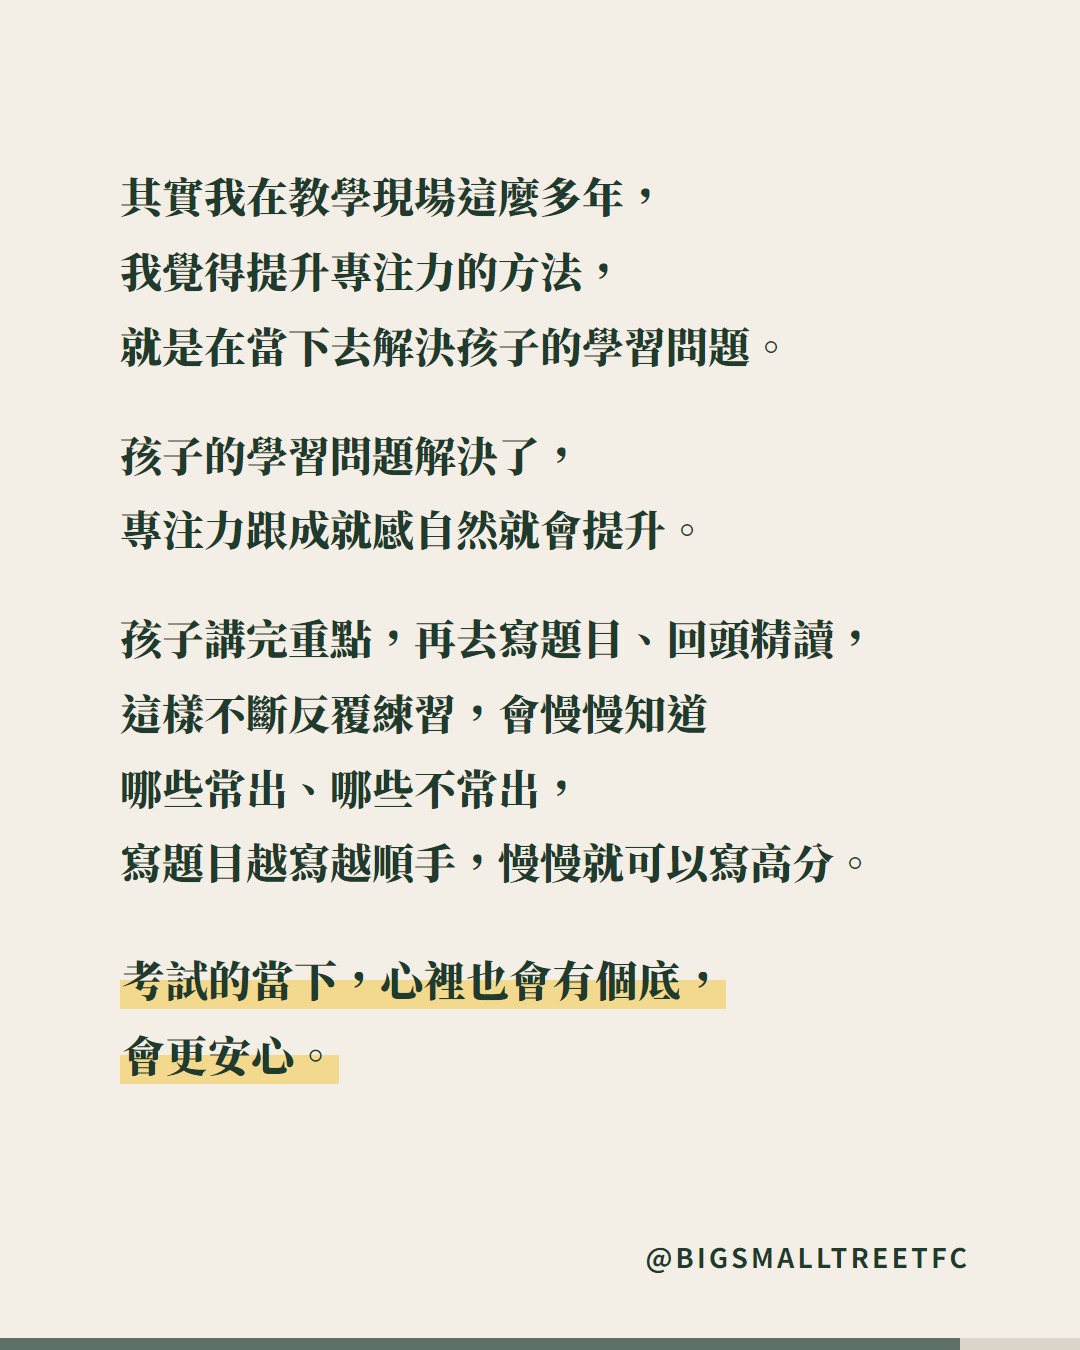 其實我在教學現場這麼多年，
我覺得提升專注力的方法，
就是在當下去解決孩子的學習問題。
孩子的學習問題解決了，
專注力跟成就感自然就會提升。
孩子講完重點，再去寫題目、回頭精讀，
這樣不斷反覆練習，會慢慢知道
哪些常出、哪些不常出，
寫題目越寫越順手，慢慢就可以寫高分。
考試的當下，心裡也會有個底，
會更安心。
@BIGSMALLTREETFC